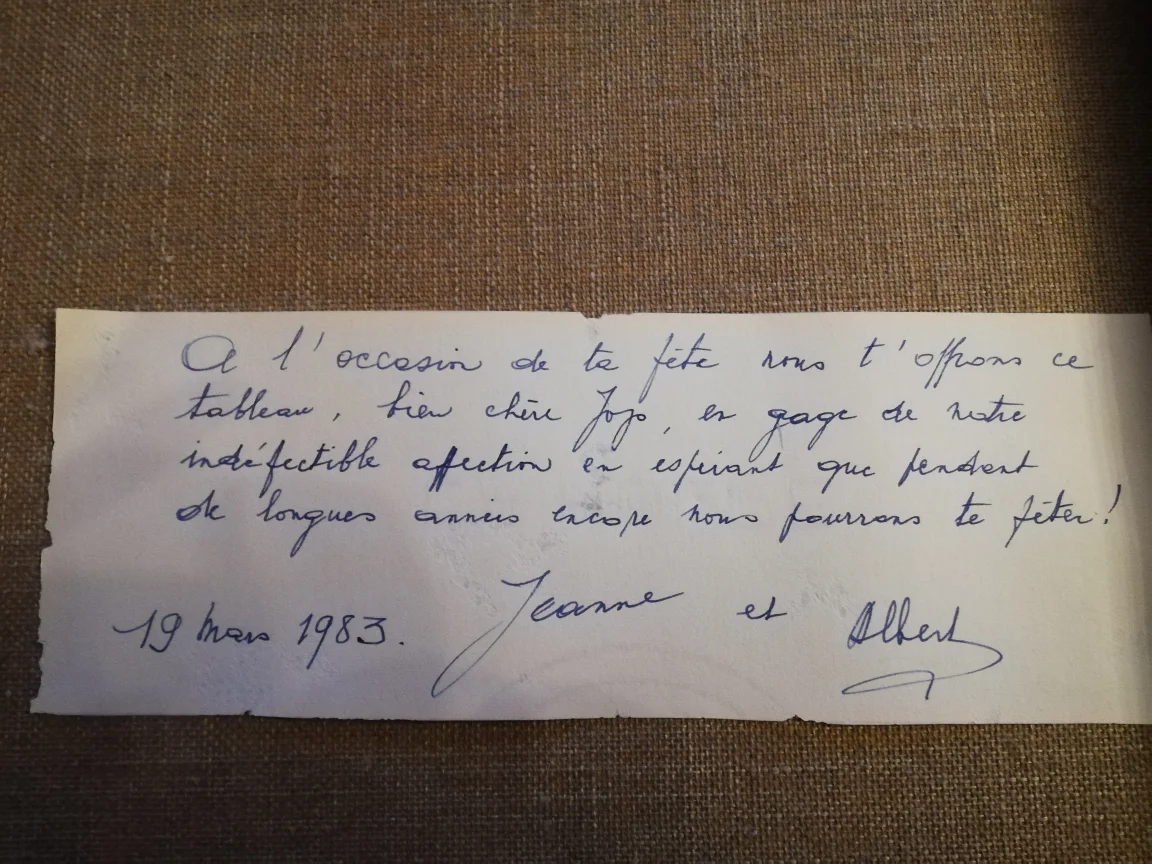 A l'occasion de ta fête nous t'offrons ce
tableau, bien chère Jop, en gage de notre
indéfectible affection en espérant que pendant
de longues années encore nous pourrons te fêter!
Jeanne et Albert
19 Mars 1983.